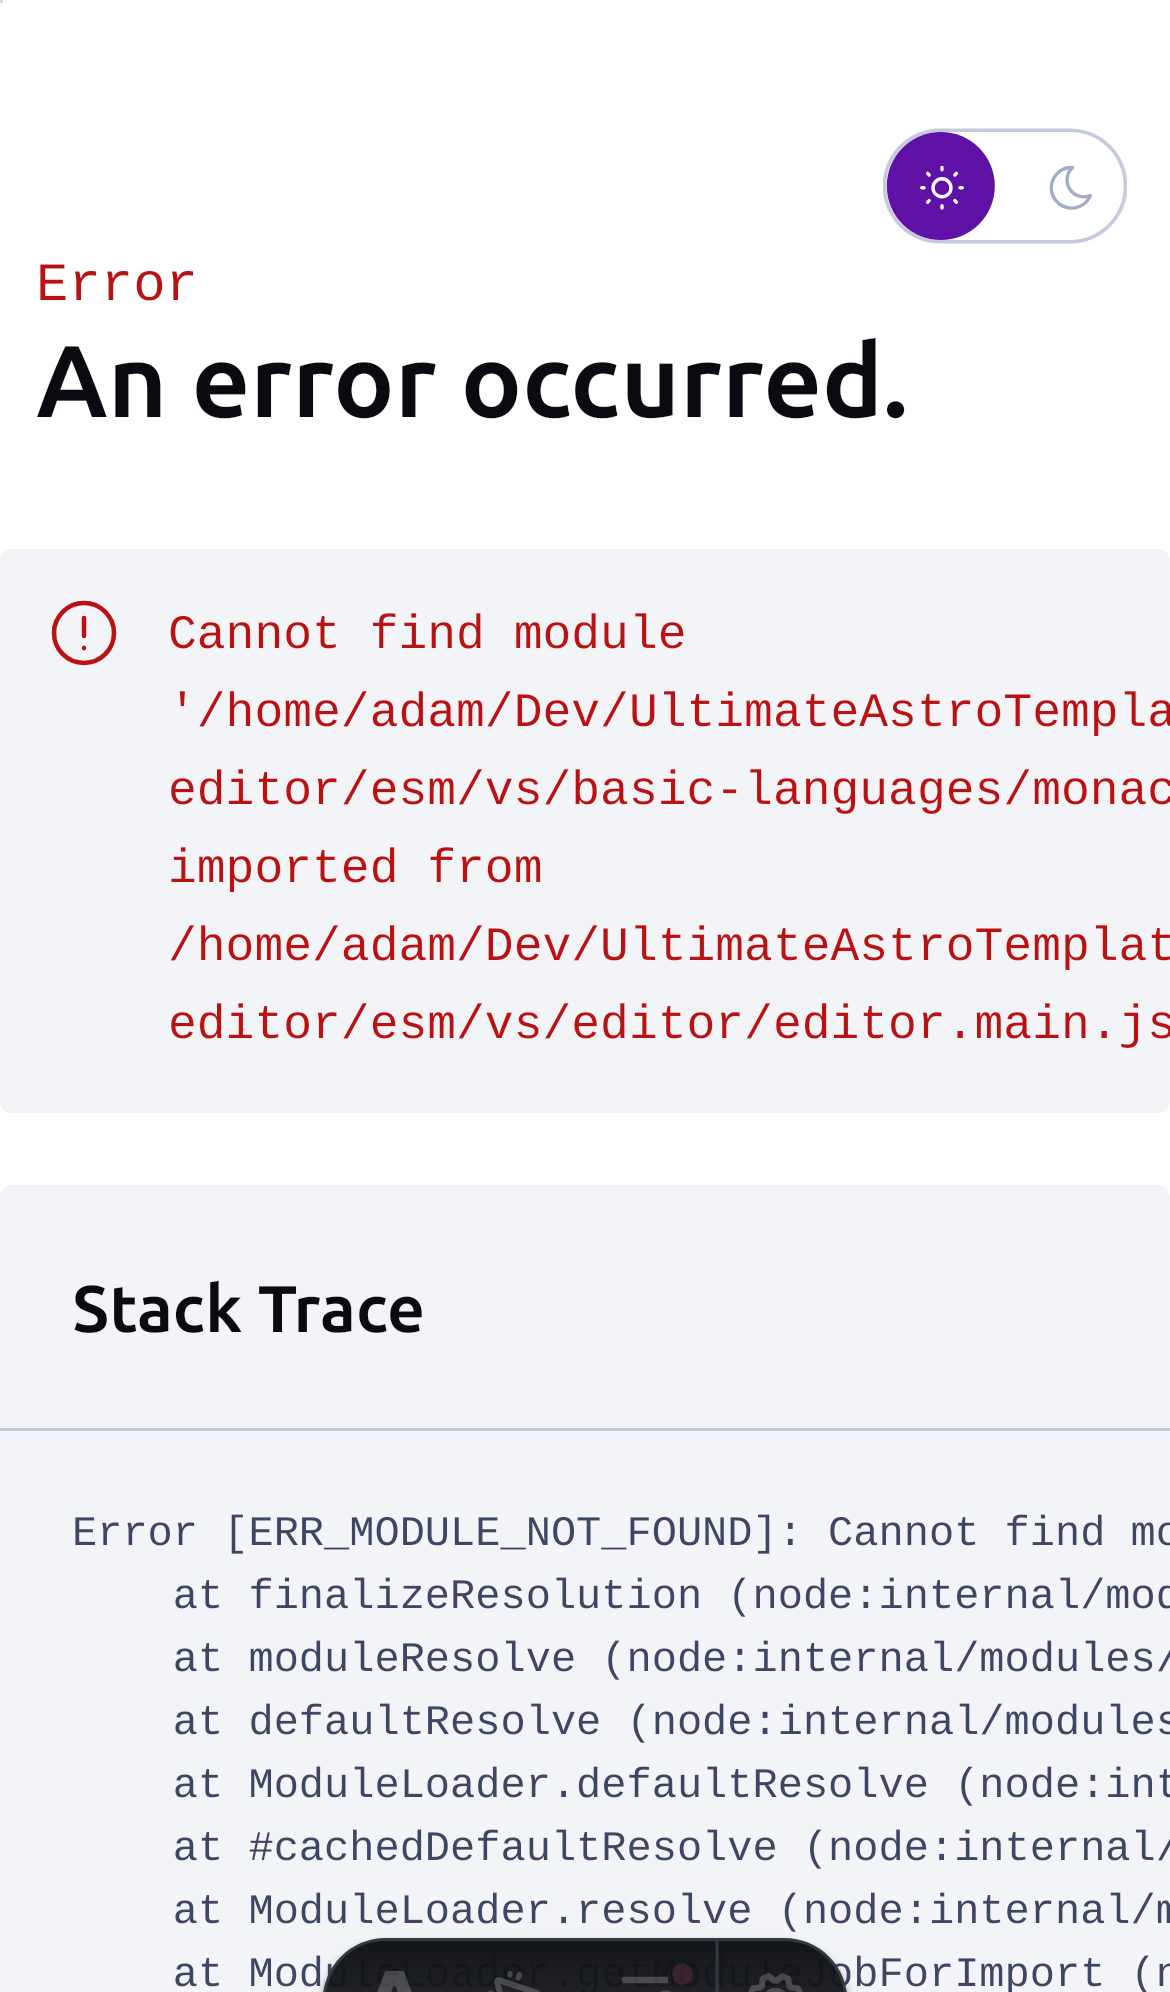 Error
An error occurred.
Cannot find module
'/home/adam/Dev/UltimateAstroTempla
editor/esm/vs/basic-languages/monac
imported from
/home/adam/Dev/UltimateAstroTemplat
editor/esm/vs/editor/editor.main.js
Stack Trace
Error [ERR_MODULE_NOT_FOUND]: Cannot find mo
at finalizeResolution (node:internal/mod
at moduleResolve (node:internal/modules/
at defaultResolve (node:internal/modules
at ModuleLoader.defaultResolve (node:int
at #cachedDefaultResolve (node:internal/
at ModuleLoader.resolve (node:internal/m
at ModuleLoader.getModuleJobForImport (n